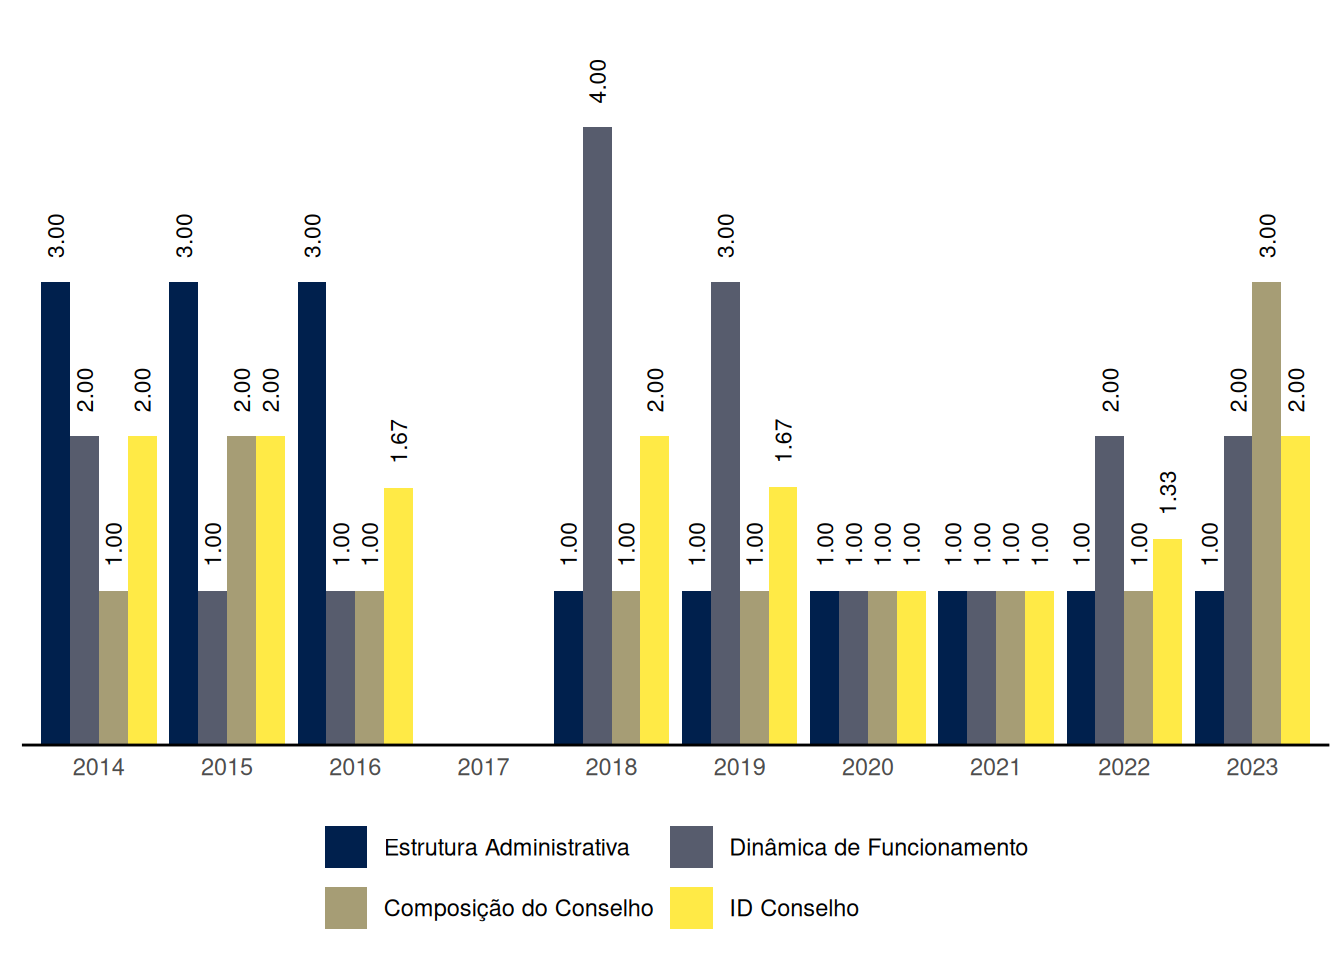 4.00
3.00 3.00 3.00 3.00 3.00
2.00 2.00 2.00 2.00 2.00 2.00 2.00 2.00
1.67 1.67
1.33
1.00 1.00 1.00 1.00 1.00 1.00 1.00 1.00 1.00 1.00 1.00 1.00 1.00 1.00 1.00 1.00 1.00 1.00 1.00
2014 2015 2016 2017 2018 2019 2020 2021 2022 2023
Estrutura Administrativa Dinâmica de Funcionamento
Composição do Conselho ID Conselho